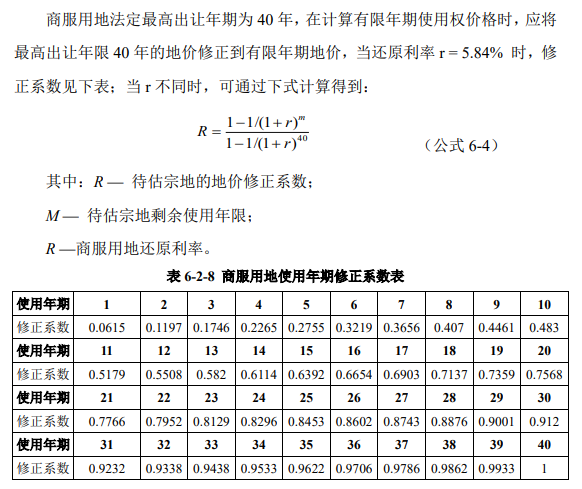 商服用地法定最高出让年期为 40 年，在计算有限年期使用权价格时，应将
最高出让年限 40 年的地价修正到有限年期地价，当还原利率 r = 5.84% 时，修
正系数见下表；当 r 不同时，可通过下式计算得到：
R = \frac{1-1/(1+r)^m}{1-1/(1+r)^{40}} （公式 6-4）
其中：R — 待估宗地的地价修正系数；
M — 待估宗地剩余使用年限；
R —商服用地还原利率。
表 6-2-8 商服用地使用年期修正系数表
使用年期 1 2 3 4 5 6 7 8 9 10
修正系数 0.0615 0.1197 0.1746 0.2265 0.2755 0.3219 0.3656 0.407 0.4461 0.483
使用年期 11 12 13 14 15 16 17 18 19 20
修正系数 0.5179 0.5508 0.582 0.6114 0.6392 0.6654 0.6903 0.7137 0.7359 0.7568
使用年期 21 22 23 24 25 26 27 28 29 30
修正系数 0.7766 0.7952 0.8129 0.8296 0.8453 0.8602 0.8743 0.8876 0.9001 0.912
使用年期 31 32 33 34 35 36 37 38 39 40
修正系数 0.9232 0.9338 0.9438 0.9533 0.9622 0.9706 0.9786 0.9862 0.9933 1